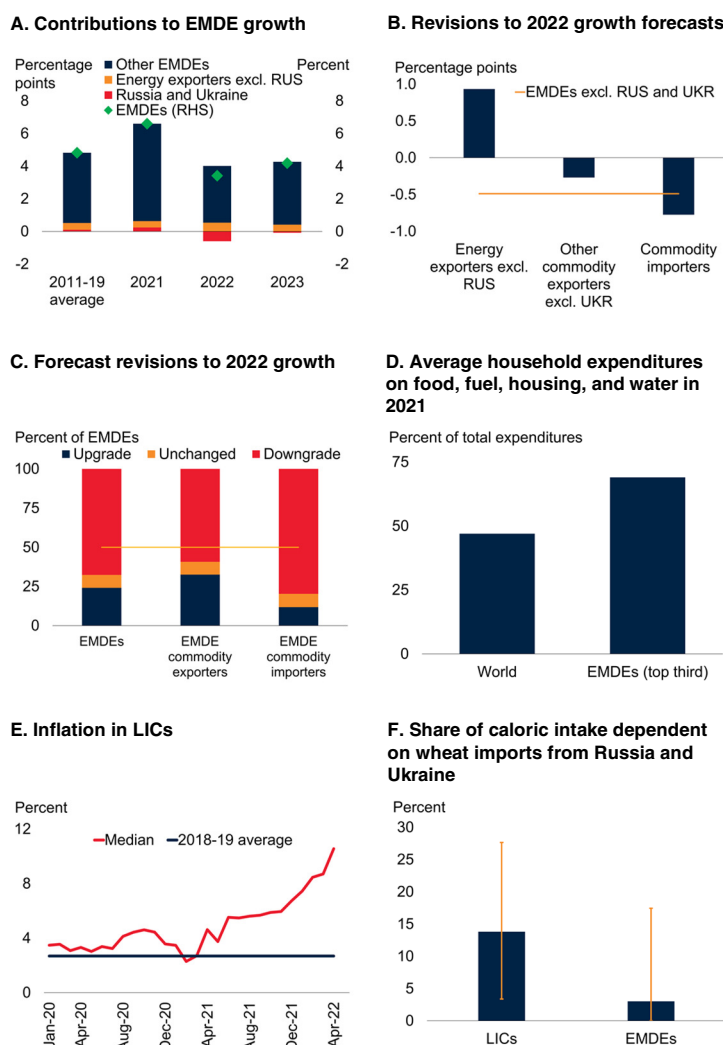 A. Contributions to EMDE growth
Percentage points
Percent
Other EMDEs
Energy exporters excl. RUS
Russia and Ukraine
EMDEs (RHS)
8
6
4
2
0
-2
8
6
4
2
0
-2
2011-19 average
2021
2022
2023
B. Revisions to 2022 growth forecasts
Percentage points
EMDEs excl. RUS and UKR
1.0
0.5
0.0
-0.5
-1.0
Energy exporters excl. RUS
Other commodity exporters excl. UKR
Commodity importers
C. Forecast revisions to 2022 growth
Percent of EMDEs
Upgrade
Unchanged
Downgrade
100
75
50
25
0
EMDEs
EMDE commodity exporters
EMDE commodity importers
D. Average household expenditures
on food, fuel, housing, and water in
2021
Percent of total expenditures
75
50
25
0
World
EMDEs (top third)
E. Inflation in LICs
Percent
Median
2018-19 average
12
8
4
0
Jan-20
Apr-20
Aug-20
Dec-20
Apr-21
Aug-21
Dec-21
Apr-22
F. Share of caloric intake dependent
on wheat imports from Russia and
Ukraine
Percent
30
25
20
15
10
5
0
LICs
EMDEs